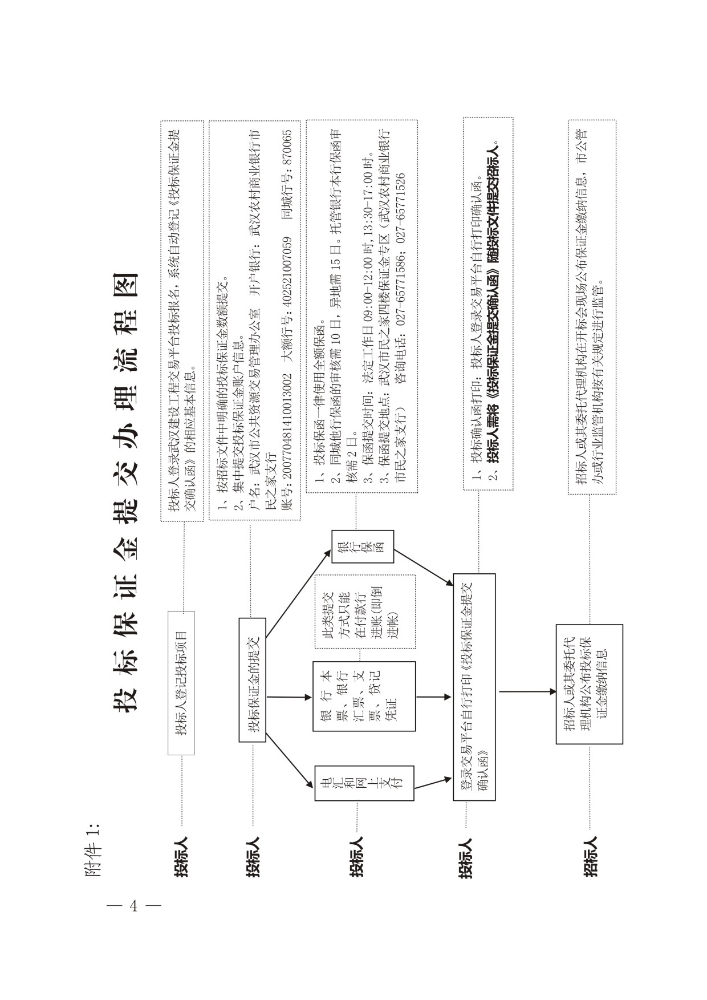 附件 1:
投标保证金提交办理流程图
投标人
投标人登记投标项目
投标人登录武汉建设工程交易平台投标报名，系统自动登记《投标保证金提
交确认函》的相应基本信息。
投标人
投标保证金的提交
1、按招标文件中明确的投标保证金数额提交。
2、集中提交投标保证金账户信息。
户名：武汉市公共资源交易管理办公室 开户银行：武汉农村商业银行市
民之家支行
账号: 200770481410013002 大额行号: 402521007059 同城行号: 870065
投标人
电
汇
和
网
上
支
付
银 行 本
票、银行
汇票、支
票、贷记
凭证
此类提交
方式只能
在付款行
进账(即倒
进帐)
银
行
保
函
1、投标保函一律使用全额保函。
2、同城他行保函的审核需 10 日，异地需 15 日。托管银行本行保函审
核需 2 日。
3、保函提交时间：法定工作日 09:00-12:00 时, 13:30-17:00 时。
3、保函提交地点：武汉市民之家四楼保证金专区（武汉农村商业银行
市民之家支行） 咨询电话：027-65771586；027-65771526
投标人
登录交易平台自行打印《投标保证金提交
确认函》
1、投标确认函打印：投标人登录交易平台自行打印确认函。
2、投标人需将《投标保证金提交确认函》随投标文件提交招标人。
招标人
招标人或其委托代
理机构公布投标保
证金缴纳信息
招标人或其委托代理机构在开标会现场公布保证金缴纳信息，市公管
办或行业监管机构按有关规定进行监管。
— 4 —